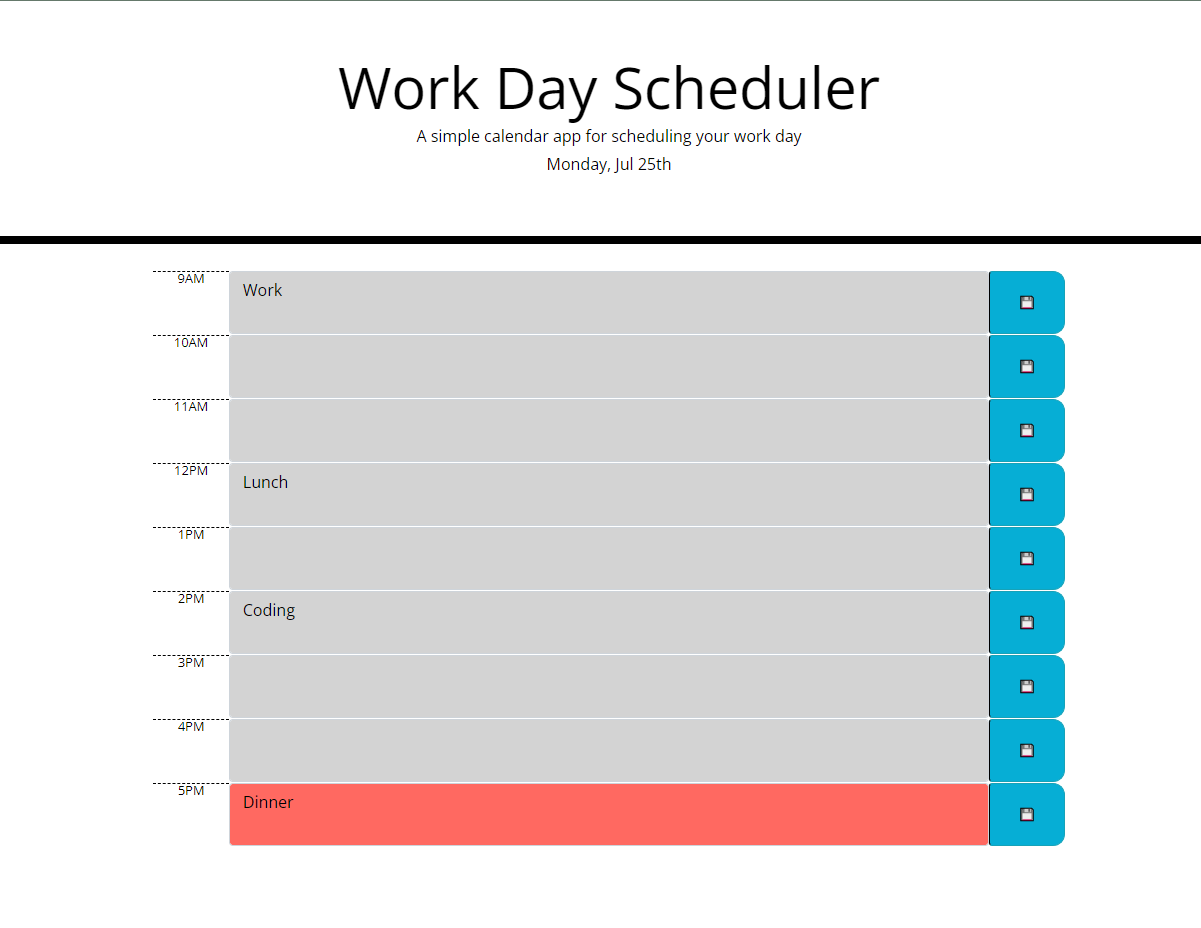 Work Day Scheduler
A simple calendar app for scheduling your work day
Monday, Jul 25th
9AM
Work
10AM
11AM
12PM
Lunch
1PM
2PM
Coding
3PM
4PM
5PM
Dinner